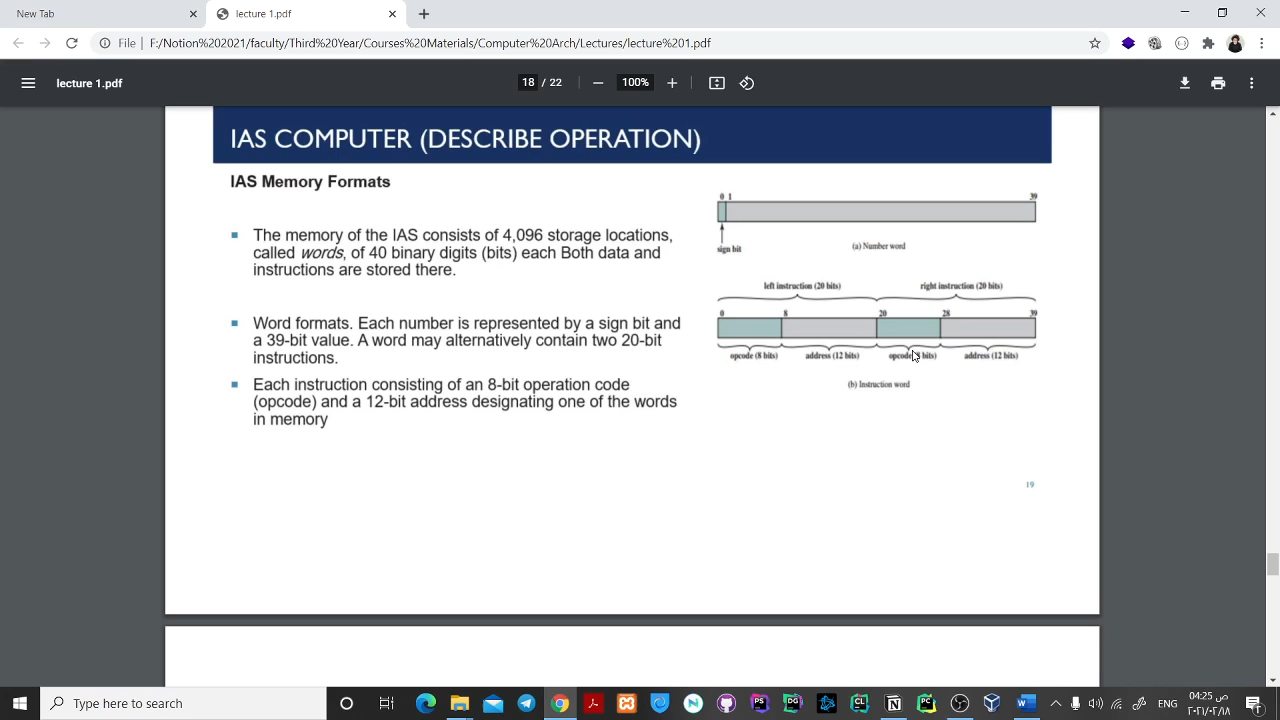 New Tab
lecture 1.pdf
File
F:/Notion%202021/faculty/Third%20Year/Courses%20Materials/Computer%20Arch/Lectures/lecture%201.pdf
lecture 1.pdf
18 / 22
100%
IAS COMPUTER (DESCRIBE OPERATION)
IAS Memory Formats
The memory of the IAS consists of 4,096 storage locations,
called words, of 40 binary digits (bits) each Both data and
instructions are stored there.
Word formats. Each number is represented by a sign bit and
a 39-bit value. A word may alternatively contain two 20-bit
instructions.
Each instruction consisting of an 8-bit operation code
(opcode) and a 12-bit address designating one of the words
in memory
0 1 39
sign bit
(a) Number word
left instruction (20 bits) right instruction (20 bits)
0 8 20 28 39
opcode (8 bits) address (12 bits) opcode bits) address (12 bits)
(b) Instruction word
19
Type here to search
ENG
04:25